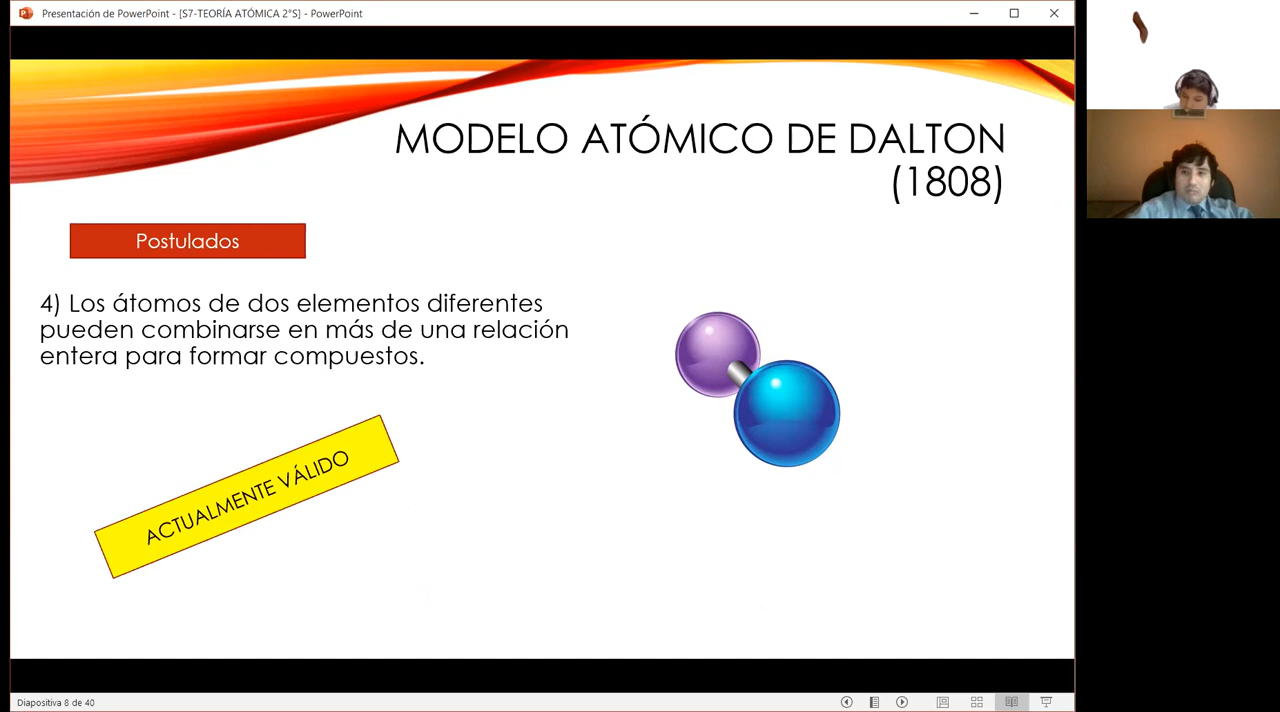 Presentación de PowerPoint - [S7-TEORÍA ATÓMICA 2°S] - PowerPoint
MODELO ATÓMICO DE DALTON
(1808)
Postulados
4) Los átomos de dos elementos diferentes
pueden combinarse en más de una relación
entera para formar compuestos.
ACTUALMENTE VÁLIDO
Diapositiva 8 de 40